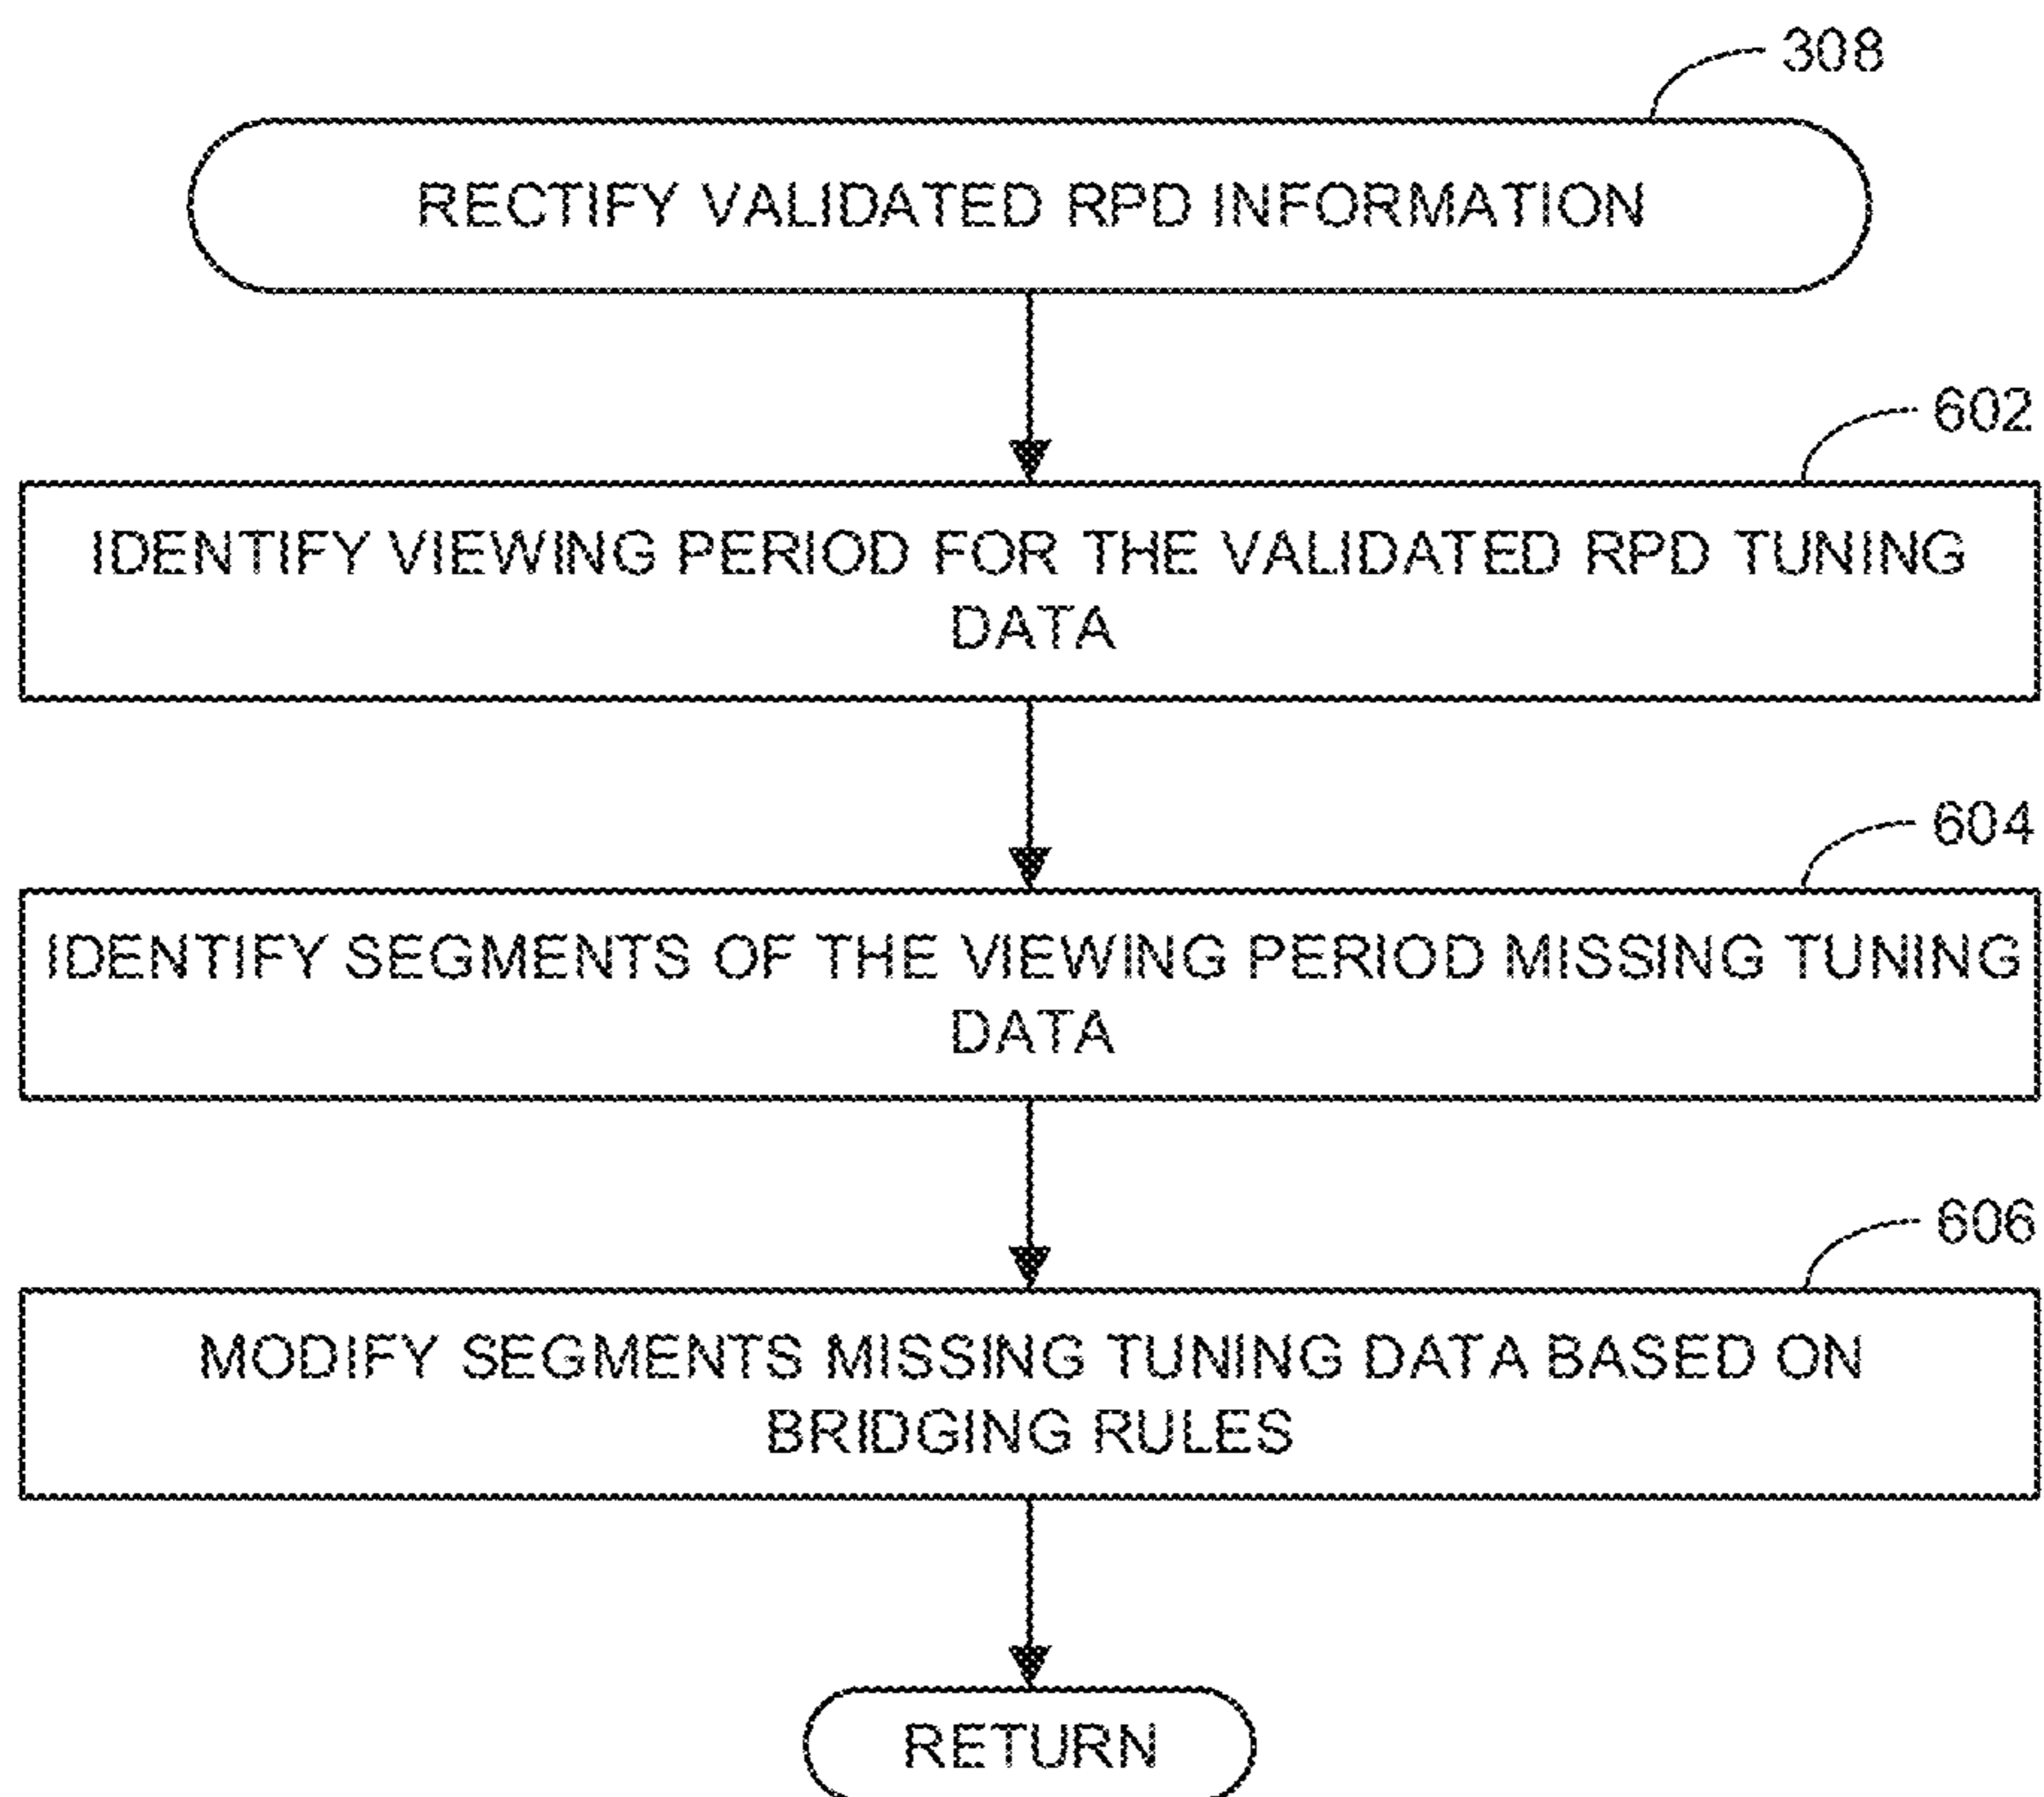 308
RECTIFY VALIDATED RPD INFORMATION
602
IDENTIFY VIEWING PERIOD FOR THE VALIDATED RPD TUNING
DATA
604
IDENTIFY SEGMENTS OF THE VIEWING PERIOD MISSING TUNING
DATA
606
MODIFY SEGMENTS MISSING TUNING DATA BASED ON
BRIDGING RULES
RETURN